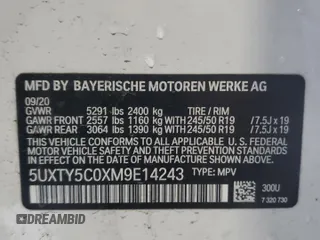 MFD BY BAYERISCHE MOTOREN WERKE AG
09/20
GVWR 5291 lbs 2400 kg TIRE / RIM
GAWR FRONT 2557 lbs 1160 kg 245/50 R19 /7.5J x 19
GAWR REAR 3064 lbs 1390 kg 245/50 R19 /7.5J x 19
THIS VEHICLE CONFORMS TO ALL APPLICABLE
FEDERAL MOTOR VEHICLE SAFETY, BUMPER, AND
THEFT PREVENTION STANDARDS IN EFFECT ON THE
DATE OF MANUFACTURE SHOWN ABOVE.
5UXTY5C0XM9E14243 TYPE: MPV
300U
7 320 730
DEALERSHIPS.COM